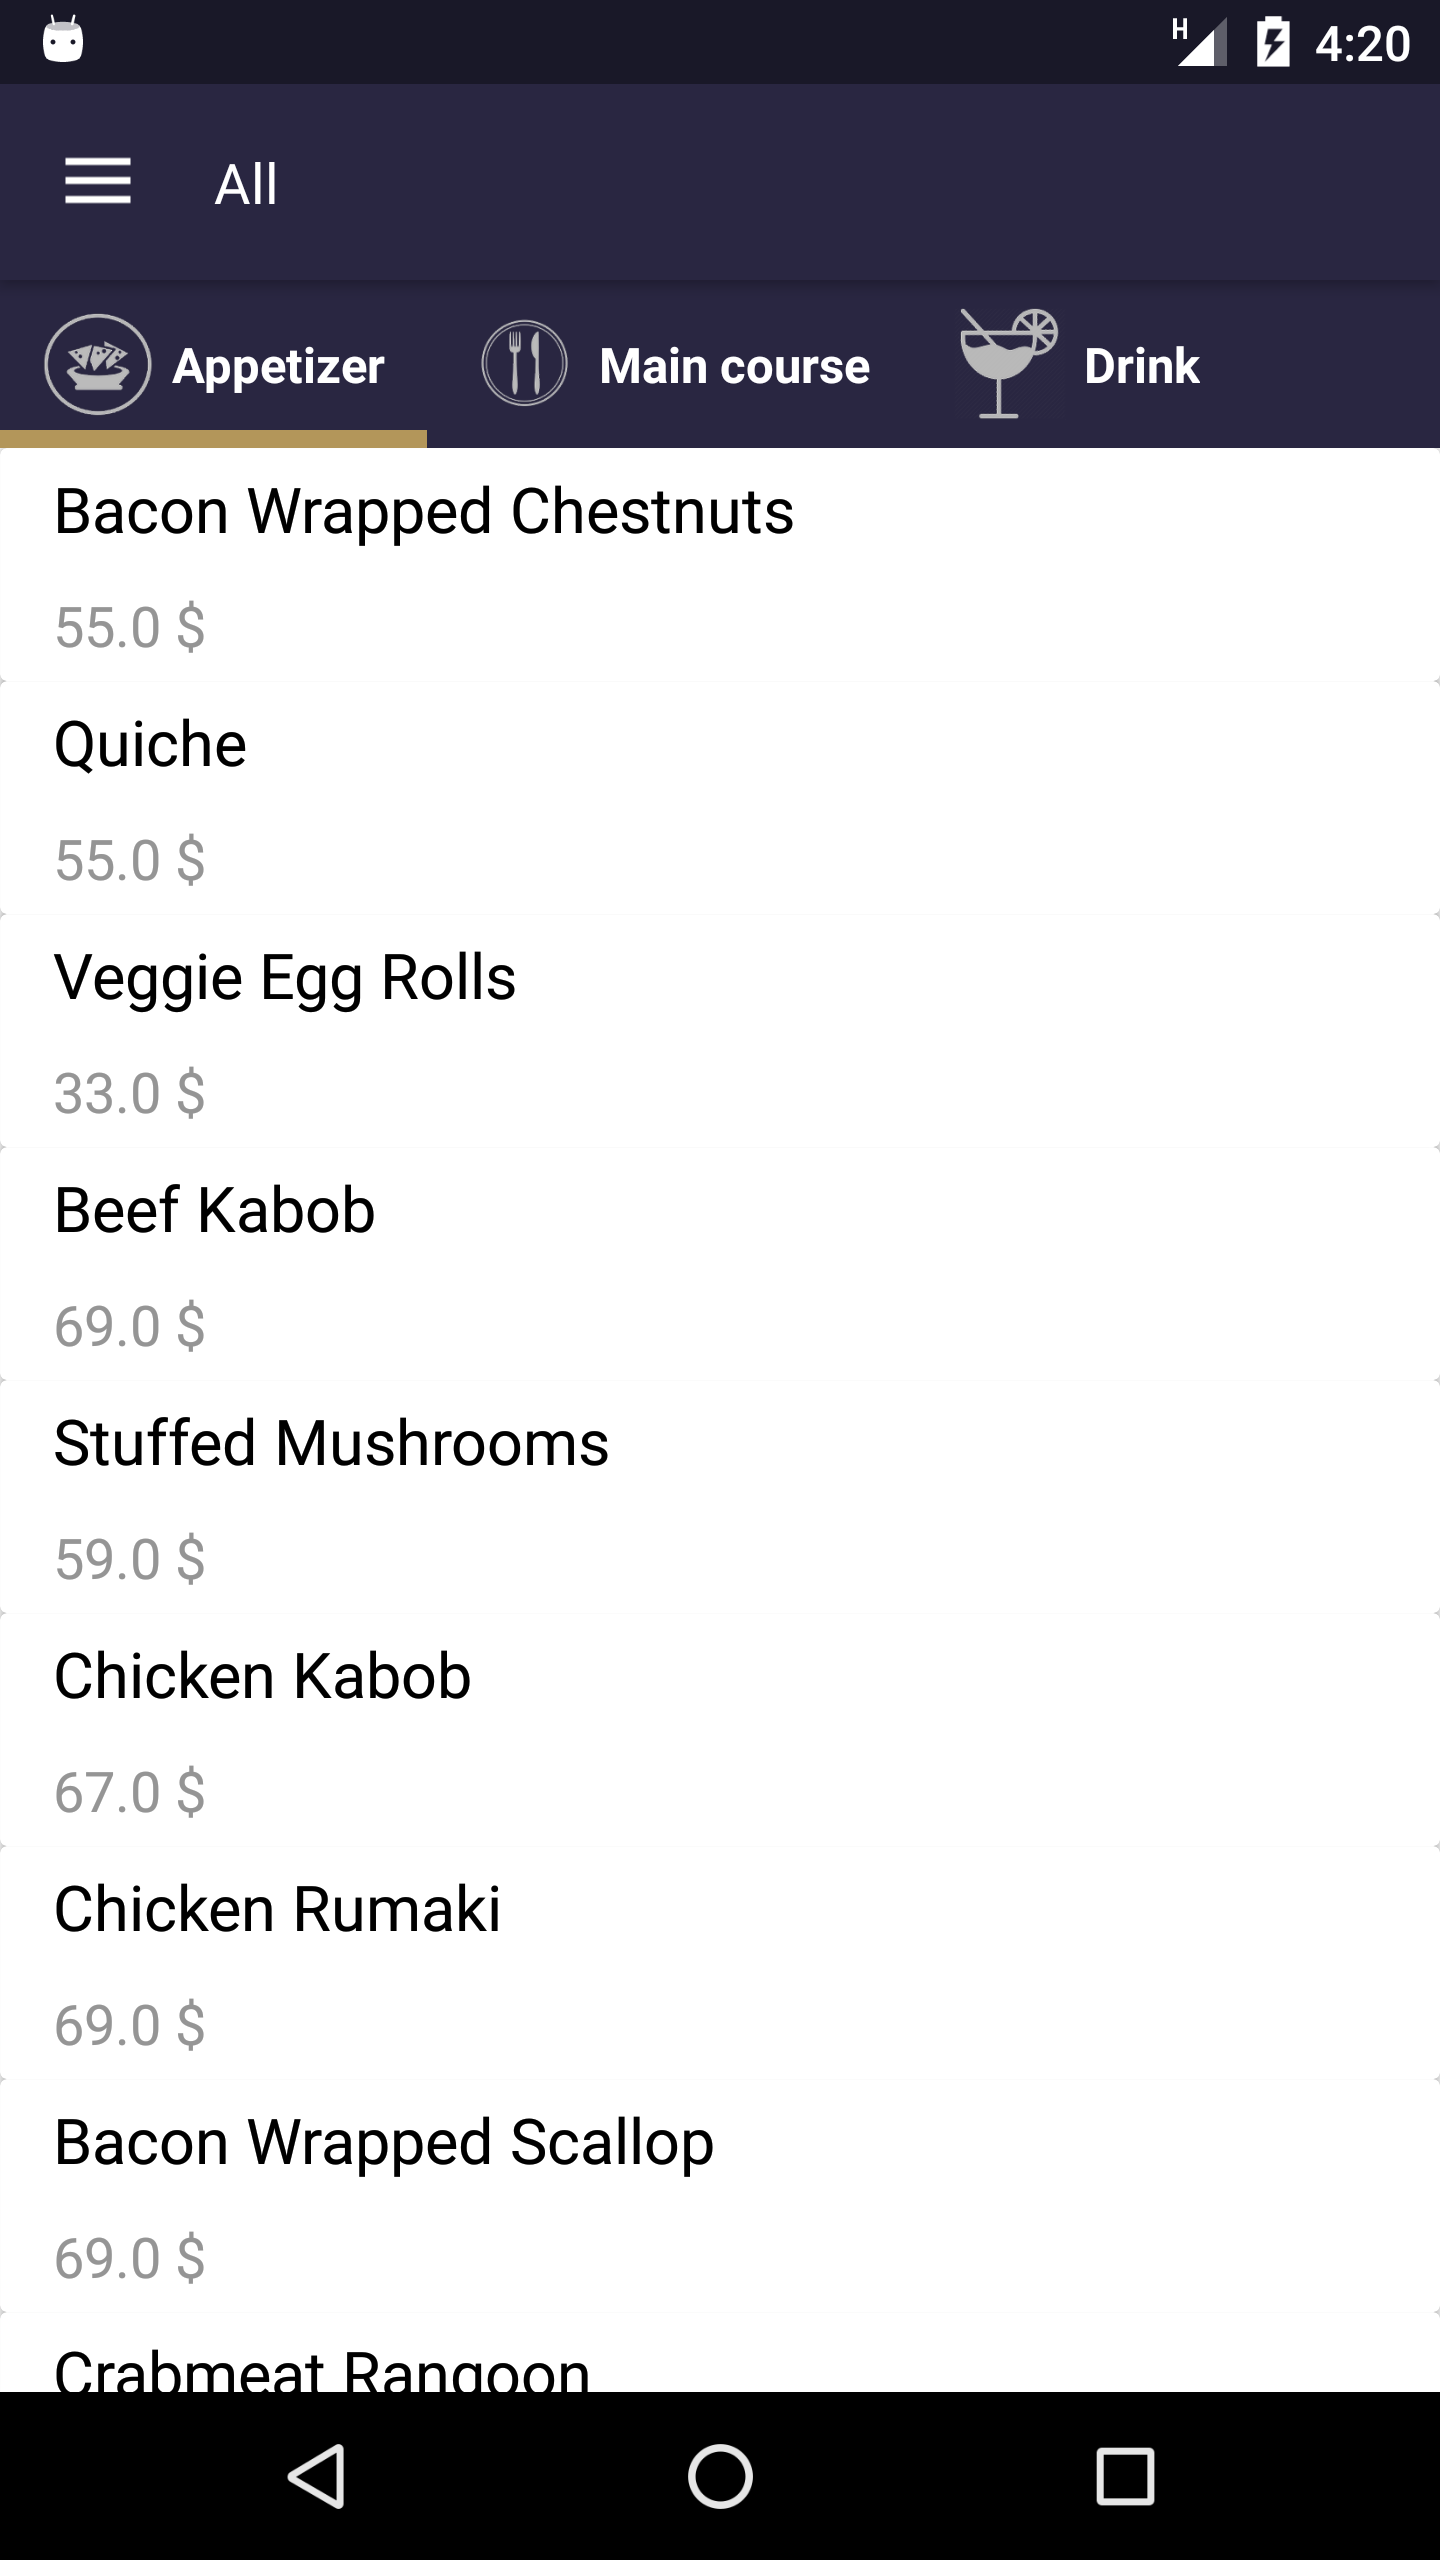 H 4:20
All
Appetizer Main course Drink
Bacon Wrapped Chestnuts
55.0 $
Quiche
55.0 $
Veggie Egg Rolls
33.0 $
Beef Kabob
69.0 $
Stuffed Mushrooms
59.0 $
Chicken Kabob
67.0 $
Chicken Rumaki
69.0 $
Bacon Wrapped Scallop
69.0 $
Crabmeat Rangoon